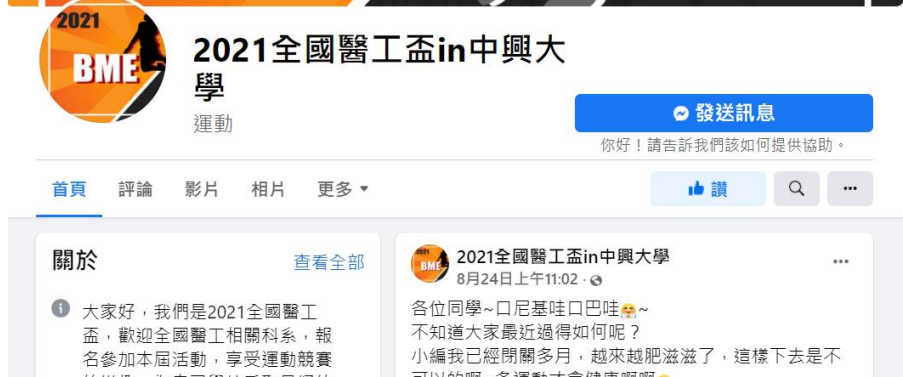 2021
BME
2021全國醫工盃in中興大
學
運動
發送訊息
你好！請告訴我們該如何提供協助。
首頁 評論 影片 相片 更多
讚
關於 查看全部
大家好，我們是2021全國醫工
盃，歡迎全國醫工相關科系，報
名參加本屆活動，享受運動競賽
2021
BME
2021全國醫工盃in中興大學
8月24日上午11:02
各位同學~口尼基哇口巴哇~
不知道大家最近過得如何呢？
小編我已經閉關多月，越來越肥滋滋了，這樣下去是不